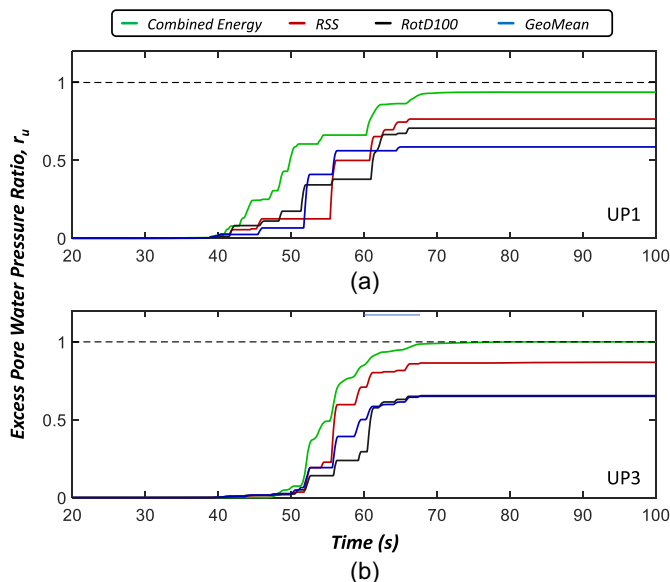 Combined Energy RSS RotD100 GeoMean
Excess Pore Water Pressure Ratio, r_u
1
0.5
0
UP1
20 30 40 50 60 70 80 90 100
(a)
1
0.5
0
UP3
20 30 40 50 60 70 80 90 100
Time (s)
(b)